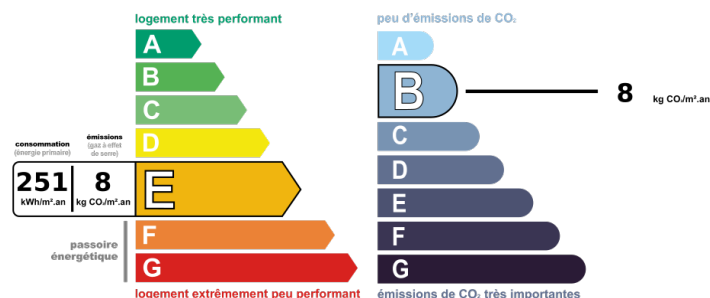 logement très performant
A
B
C
D
consommation
(énergie primaire)
émissions
(gaz à effet
de serre)
251
kWh/m².an
8
kg CO₂/m².an
E
F
G
passoire
énergétique
logement extrêmement peu performant
peu d'émissions de CO₂
A
B
8 kg CO₂/m².an
C
D
E
F
G
émissions de CO₂ très importantes